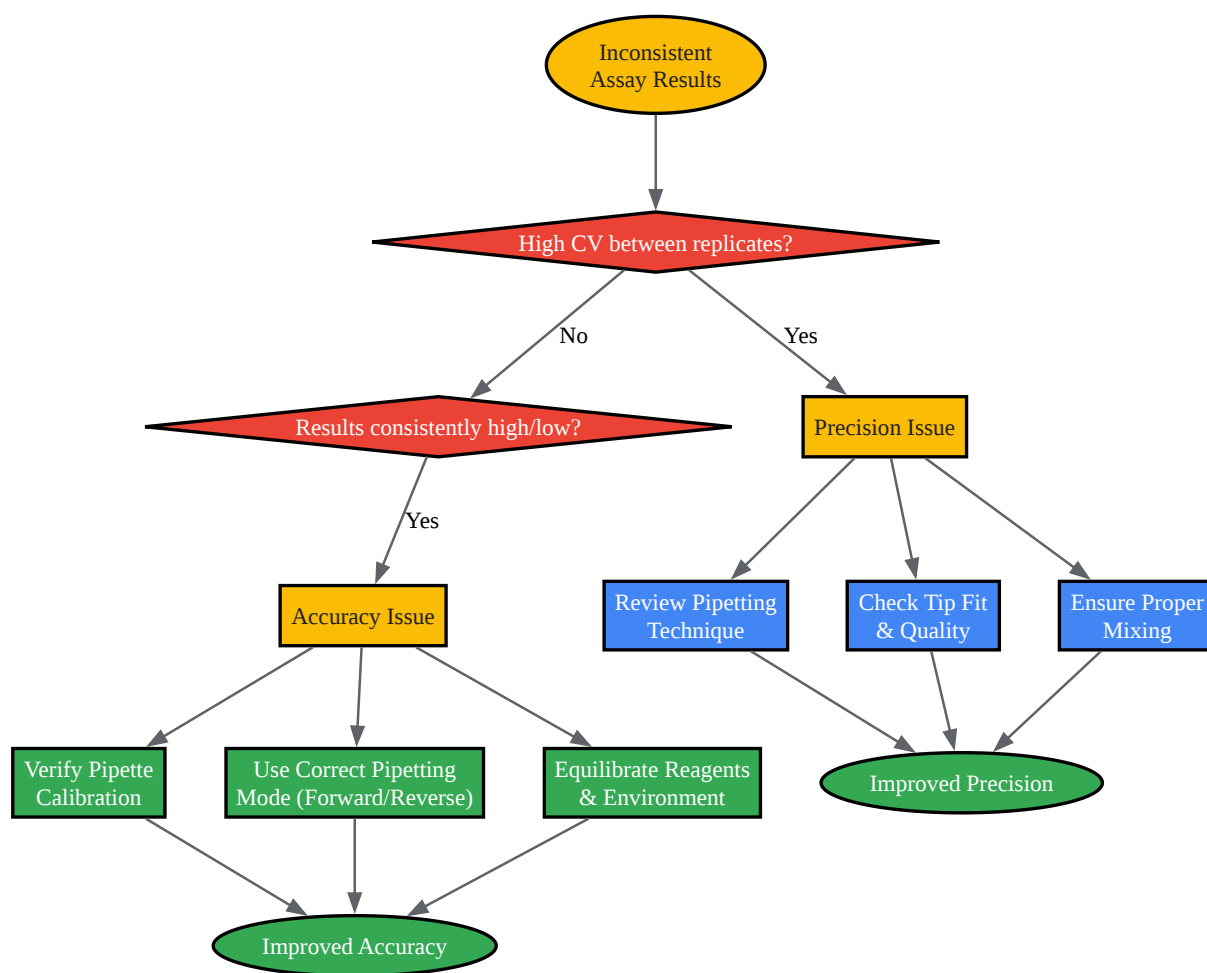 Inconsistent
Assay Results
High CV between replicates?
No
Yes
Results consistently high/low?
Precision Issue
Yes
Accuracy Issue
Review Pipetting
Technique
Check Tip Fit
& Quality
Ensure Proper
Mixing
Verify Pipette
Calibration
Use Correct Pipetting
Mode (Forward/Reverse)
Equilibrate Reagents
& Environment
Improved Precision
Improved Accuracy